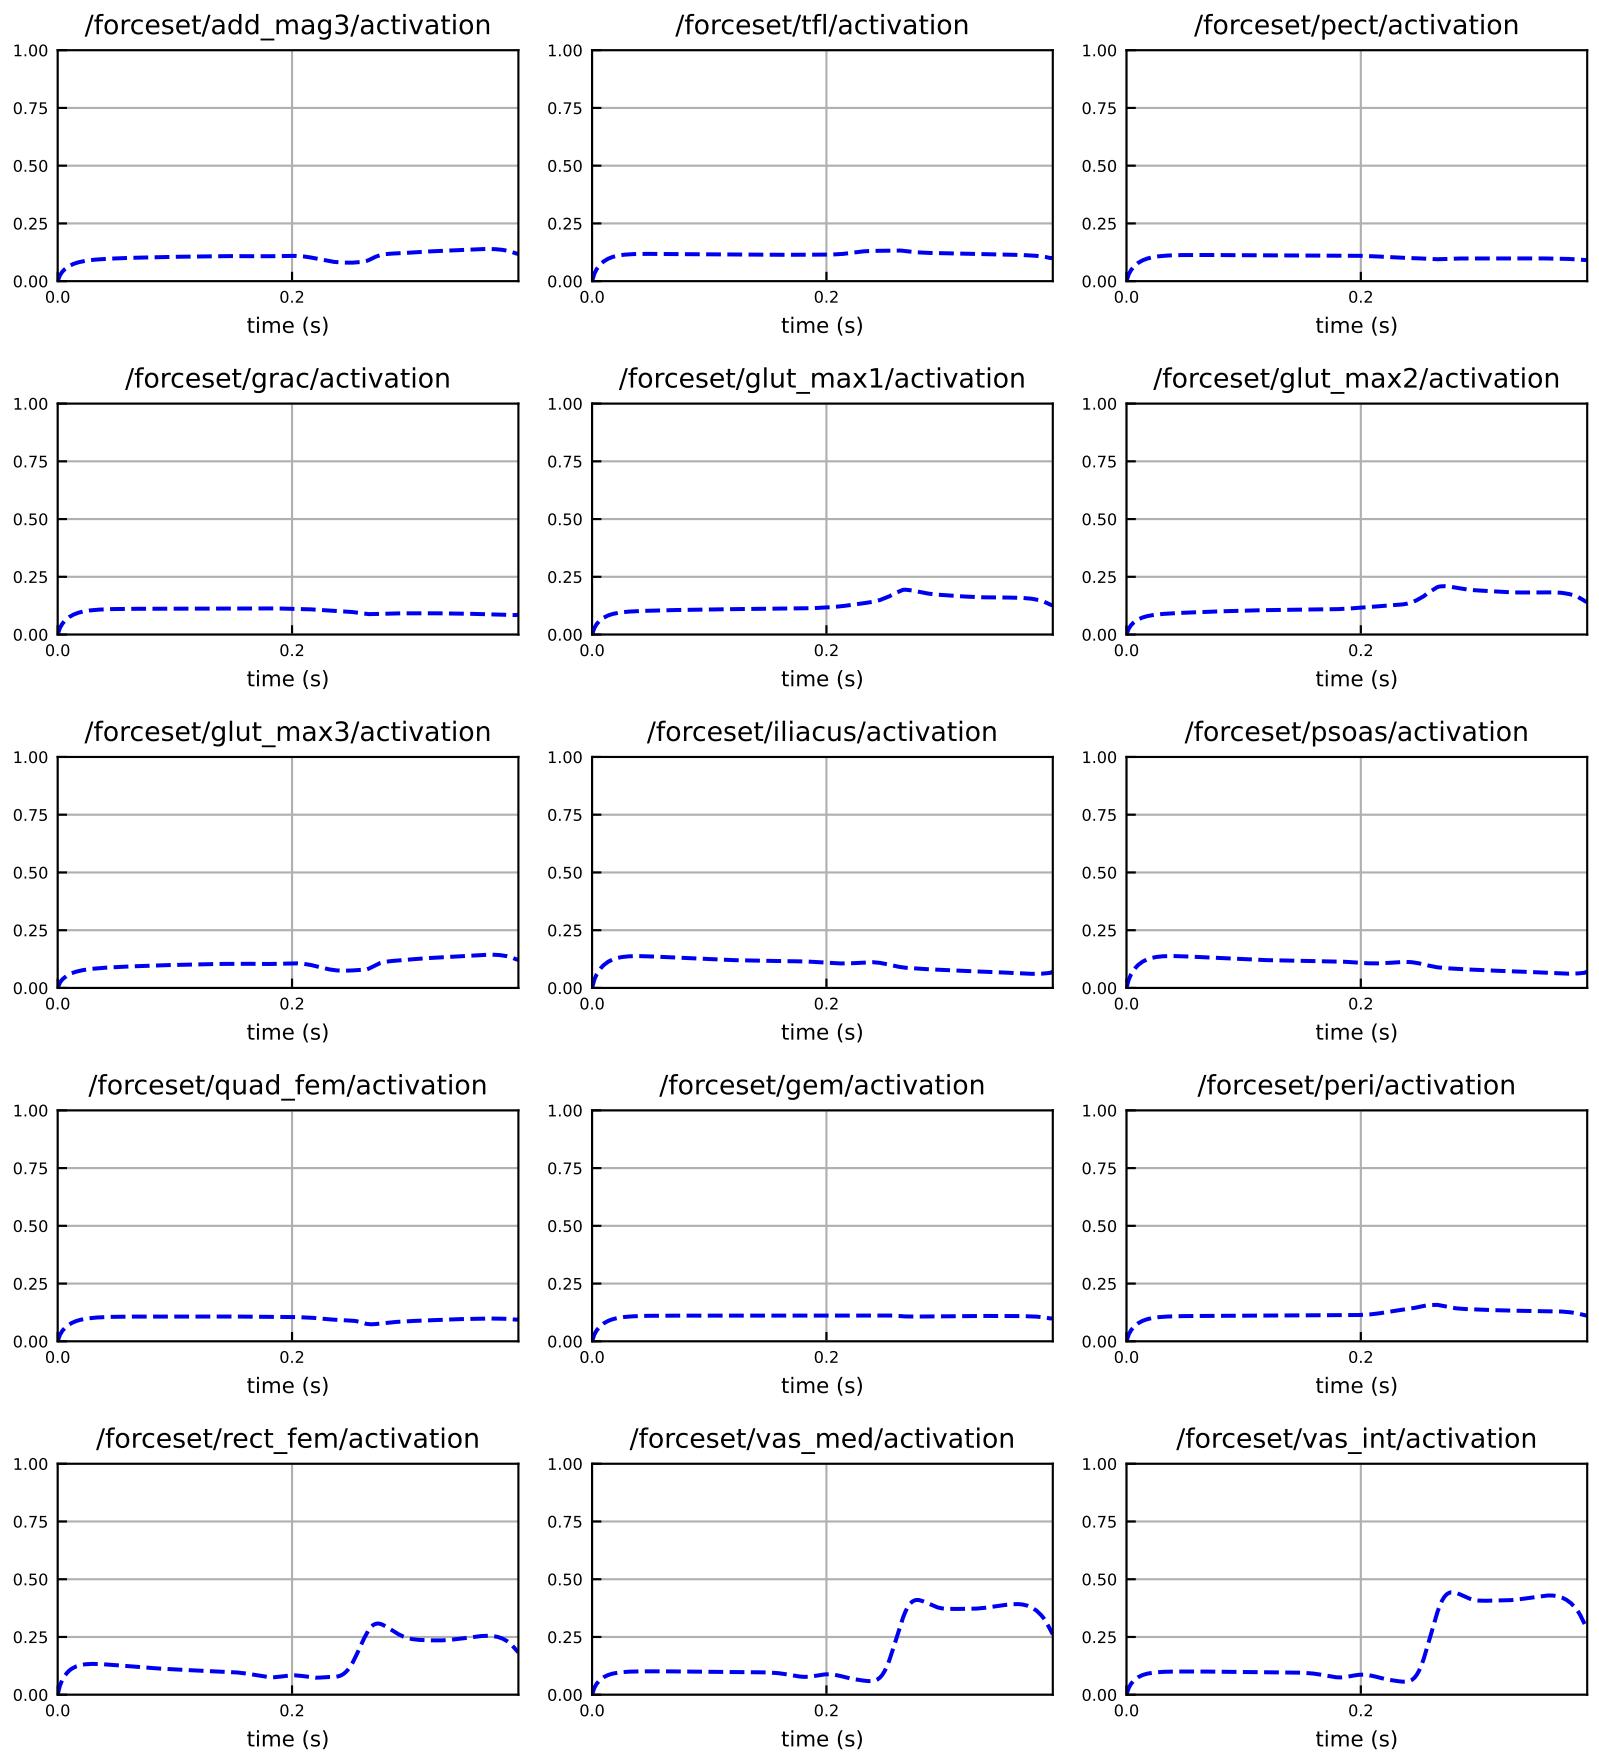 /forceset/add_mag3/activation /forceset/tfl/activation /forceset/pect/activation
1.00 1.00 1.00
0.75 0.75 0.75
0.50 0.50 0.50
0.25 0.25 0.25
0.00 0.00 0.00
0.0 0.2 0.0 0.2 0.0 0.2
time (s) time (s) time (s)
/forceset/grac/activation /forceset/glut_max1/activation /forceset/glut_max2/activation
1.00 1.00 1.00
0.75 0.75 0.75
0.50 0.50 0.50
0.25 0.25 0.25
0.00 0.00 0.00
0.0 0.2 0.0 0.2 0.0 0.2
time (s) time (s) time (s)
/forceset/glut_max3/activation /forceset/iliacus/activation /forceset/psoas/activation
1.00 1.00 1.00
0.75 0.75 0.75
0.50 0.50 0.50
0.25 0.25 0.25
0.00 0.00 0.00
0.0 0.2 0.0 0.2 0.0 0.2
time (s) time (s) time (s)
/forceset/quad_fem/activation /forceset/gem/activation /forceset/peri/activation
1.00 1.00 1.00
0.75 0.75 0.75
0.50 0.50 0.50
0.25 0.25 0.25
0.00 0.00 0.00
0.0 0.2 0.0 0.2 0.0 0.2
time (s) time (s) time (s)
/forceset/rect_fem/activation /forceset/vas_med/activation /forceset/vas_int/activation
1.00 1.00 1.00
0.75 0.75 0.75
0.50 0.50 0.50
0.25 0.25 0.25
0.00 0.00 0.00
0.0 0.2 0.0 0.2 0.0 0.2
time (s) time (s) time (s)